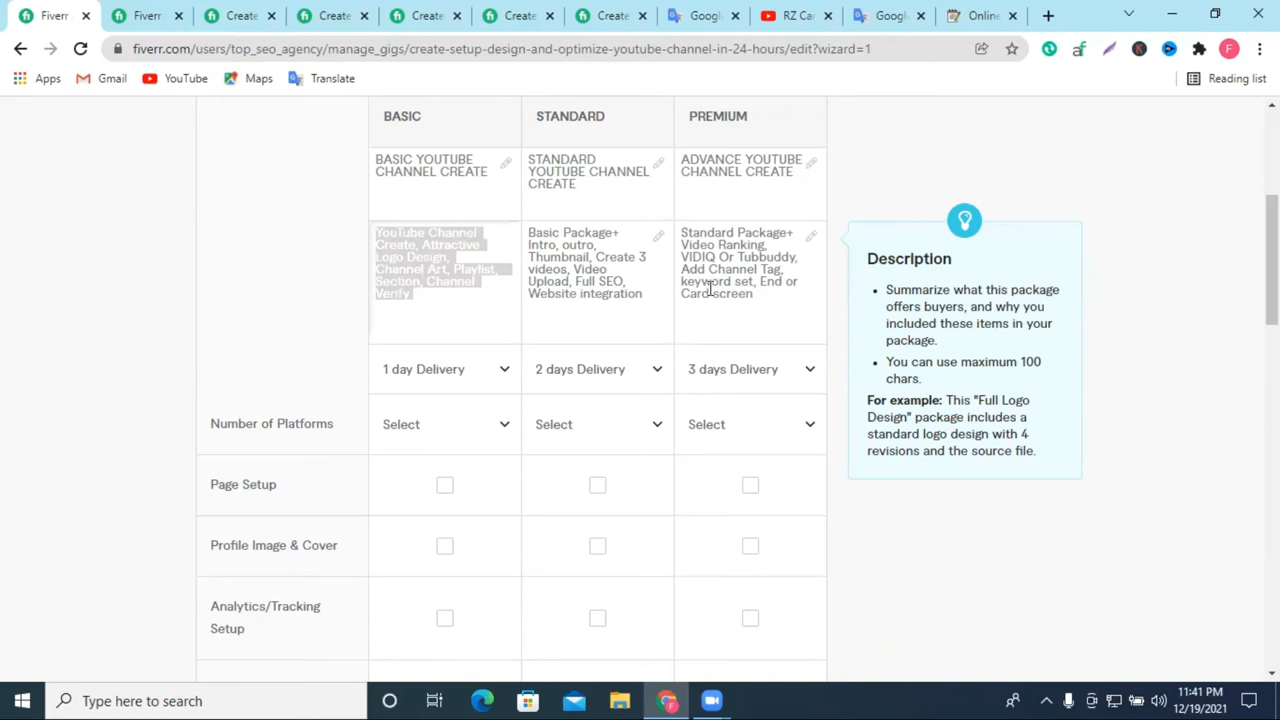 Fiverr
Fiverr
Create
Create
Create
Create
Create
Google
RZ Ca
Google
Online
fiverr.com/users/top_seo_agency/manage_gigs/create-setup-design-and-optimize-youtube-channel-in-24-hours/edit?wizard=1
Apps
Gmail
YouTube
Maps
Translate
Reading list
BASIC
STANDARD
PREMIUM
BASIC YOUTUBE
CHANNEL CREATE
STANDARD
YOUTUBE CHANNEL
CREATE
ADVANCE YOUTUBE
CHANNEL CREATE
YouTube Channel
Create, Attractive
Logo Design,
Channel Art, Playlist,
Section, Channel
Verify
Basic Package+
Intro, outro,
Thumbnail, Create 3
videos, Video
Upload, Full SEO,
Website integration
Standard Package+
Video Ranking,
VIDIQ Or Tubbuddy,
Add Channel Tag,
keyword set, End or
Card screen
Description
Summarize what this package
offers buyers, and why you
included these items in your
package.
You can use maximum 100
chars.
For example: This "Full Logo
Design" package includes a
standard logo design with 4
revisions and the source file.
1 day Delivery
2 days Delivery
3 days Delivery
Number of Platforms
Select
Select
Select
Page Setup
Profile Image & Cover
Analytics/Tracking
Setup
Type here to search
11:41 PM
12/19/2021